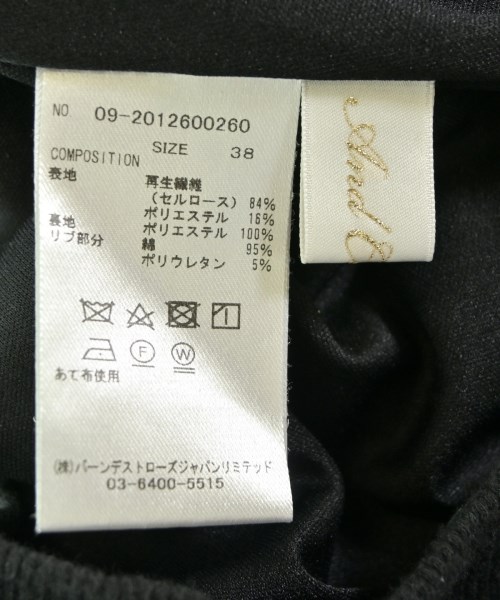 NO 09-2012600260
SIZE 38
COMPOSITION
表地 再生繊維
(セルロース) 84%
ポリエステル 16%
裏地 ポリエステル 100%
リブ部分 綿 95%
ポリウレタン 5%
F W
あて布使用
(株)バーンデストローズジャパンリミテッド
03-6400-5515
And